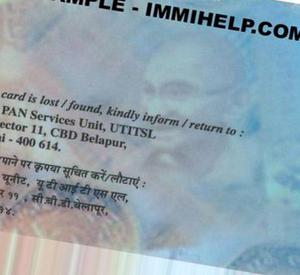 AMPLE - IMMIHELP.COM
card is lost / found, kindly inform / return to :
PAN Services Unit, UTITSL
ector 11, CBD Belapur,
i - 400 614.
पाने पर कृपया सूचित करें/लौटाएं :
यूनीट, यू टी आई टी एस एल,
र ११ , सी.बी.डी.बेलापूर,
१४.